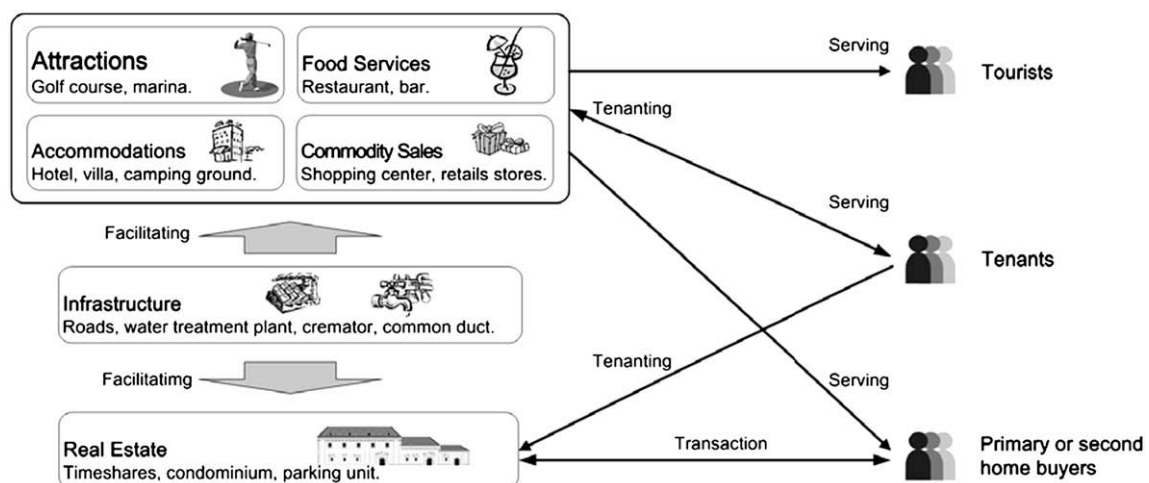 Attractions
Golf course, marina.
Food Services
Restaurant, bar.
Accommodations
Hotel, villa, camping ground.
Commodity Sales
Shopping center, retails stores.
Facilitating
Infrastructure
Roads, water treatment plant, cremator, common duct.
Facilitatimg
Real Estate
Timeshares, condominium, parking unit.
Serving
Tourists
Tenanting
Serving
Tenants
Tenanting
Serving
Transaction
Primary or second
home buyers